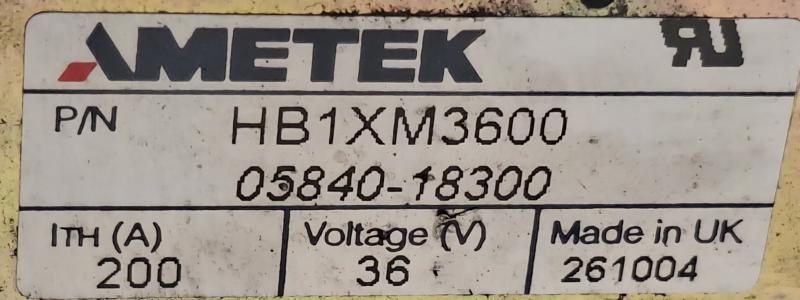 AMETEK
P/N HB1XM3600
05840-18300
ITH (A) Voltage (V) Made in UK
200 36 261004